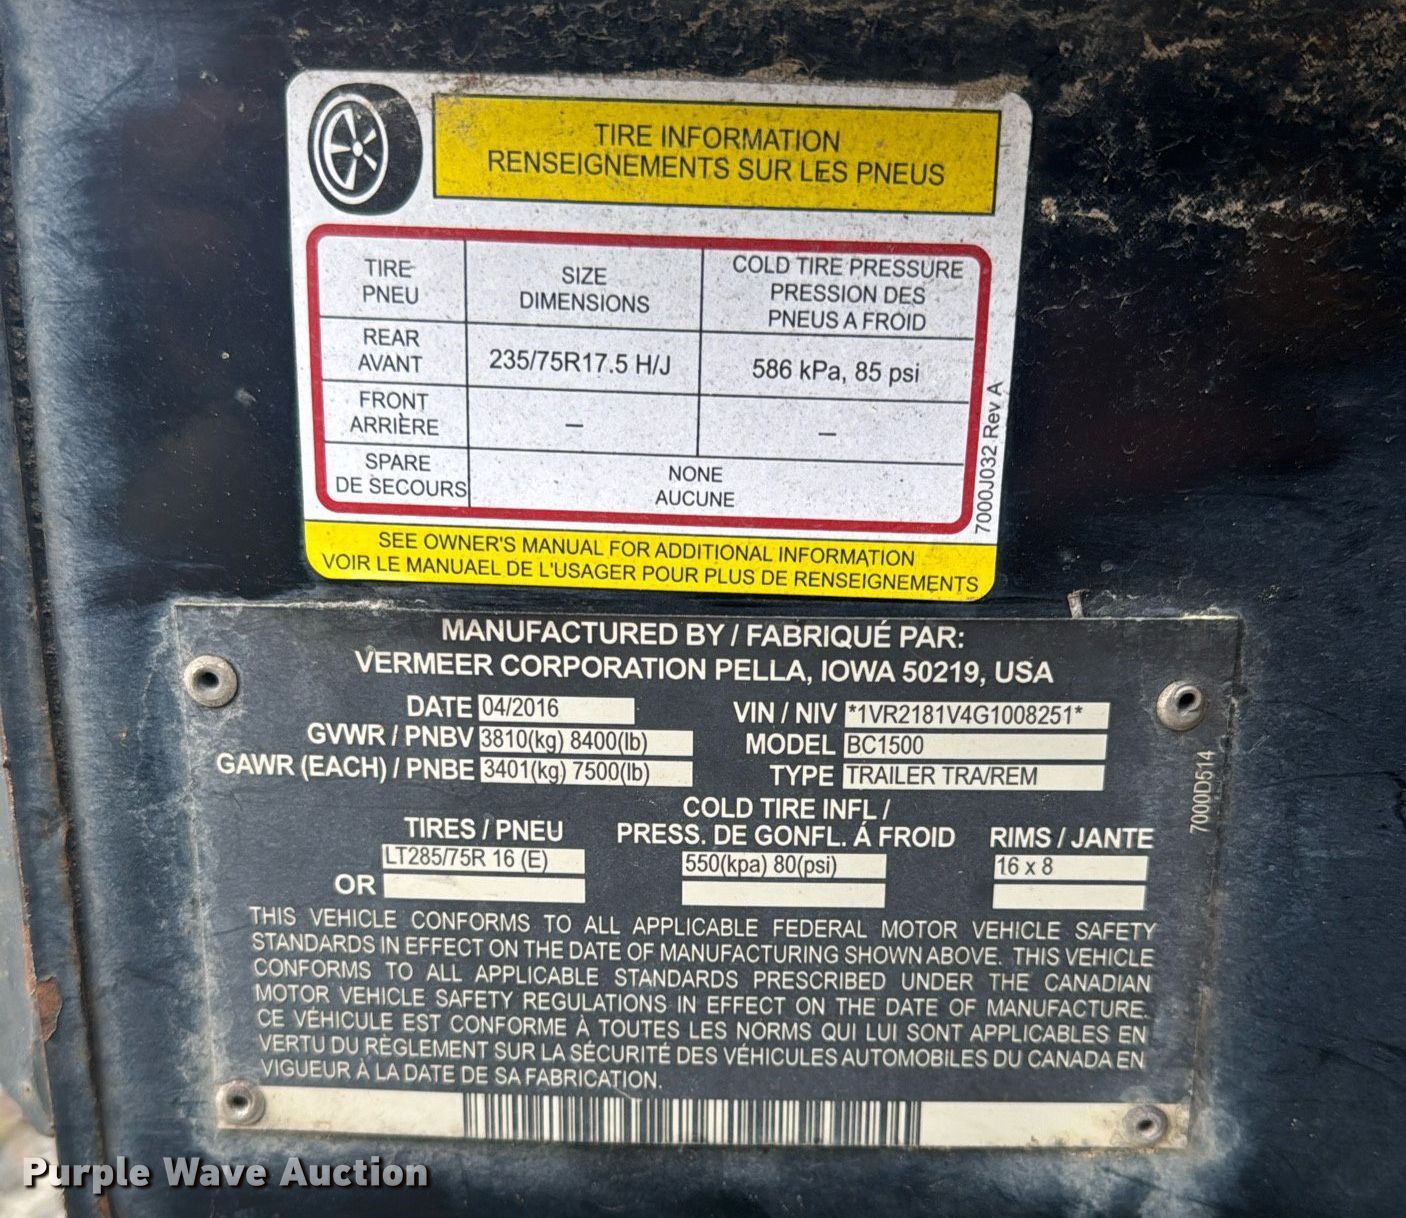 TIRE INFORMATION
RENSEIGNEMENTS SUR LES PNEUS
TIRE PNEU SIZE DIMENSIONS COLD TIRE PRESSURE PRESSION DES PNEUS A FROID
REAR AVANT 235/75R17.5 H/J 586 kPa, 85 psi
FRONT ARRIÈRE – –
SPARE DE SECOURS NONE AUCUNE
7000J032 Rev A
SEE OWNER'S MANUAL FOR ADDITIONAL INFORMATION
VOIR LE MANUAEL DE L'USAGER POUR PLUS DE RENSEIGNEMENTS
MANUFACTURED BY / FABRIQUÉ PAR:
VERMEER CORPORATION PELLA, IOWA 50219, USA
DATE 04/2016 VIN / NIV *1VR2181V4G1008251*
GVWR / PNBV 3810(kg) 8400(lb) MODEL BC1500
GAWR (EACH) / PNBE 3401(kg) 7500(lb) TYPE TRAILER TRA/REM
7000D514
COLD TIRE INFL /
TIRES / PNEU PRESS. DE GONFL. Á FROID RIMS / JANTE
LT285/75R 16 (E) 550(kpa) 80(psi) 16 x 8
OR
THIS VEHICLE CONFORMS TO ALL APPLICABLE FEDERAL MOTOR VEHICLE SAFETY
STANDARDS IN EFFECT ON THE DATE OF MANUFACTURING SHOWN ABOVE. THIS VEHICLE
CONFORMS TO ALL APPLICABLE STANDARDS PRESCRIBED UNDER THE CANADIAN
MOTOR VEHICLE SAFETY REGULATIONS IN EFFECT ON THE DATE OF MANUFACTURE.
CE VÉHICULE EST CONFORME À TOUTES LES NORMS QUI LUI SONT APPLICABLES EN
VERTU DU RÈGLEMENT SUR LA SÉCURITÉ DES VÉHICULES AUTOMOBILES DU CANADA EN
VIGUEUR À LA DATE DE SA FABRICATION.
Purple Wave Auction